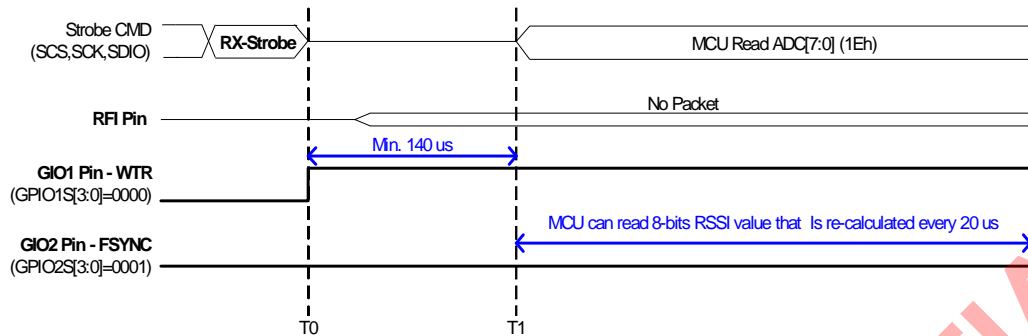 Strobe CMD
(SCS,SCK,SDIO)
RX-Strobe
MCU Read ADC[7:0] (1Eh)
RFI Pin
No Packet
Min. 140 us
GIO1 Pin - WTR
(GPIO1S[3:0]=0000)
MCU can read 8-bits RSSI value that Is re-calculated every 20 us
GIO2 Pin - FSYNC
(GPIO2S[3:0]=0001)
T0
T1